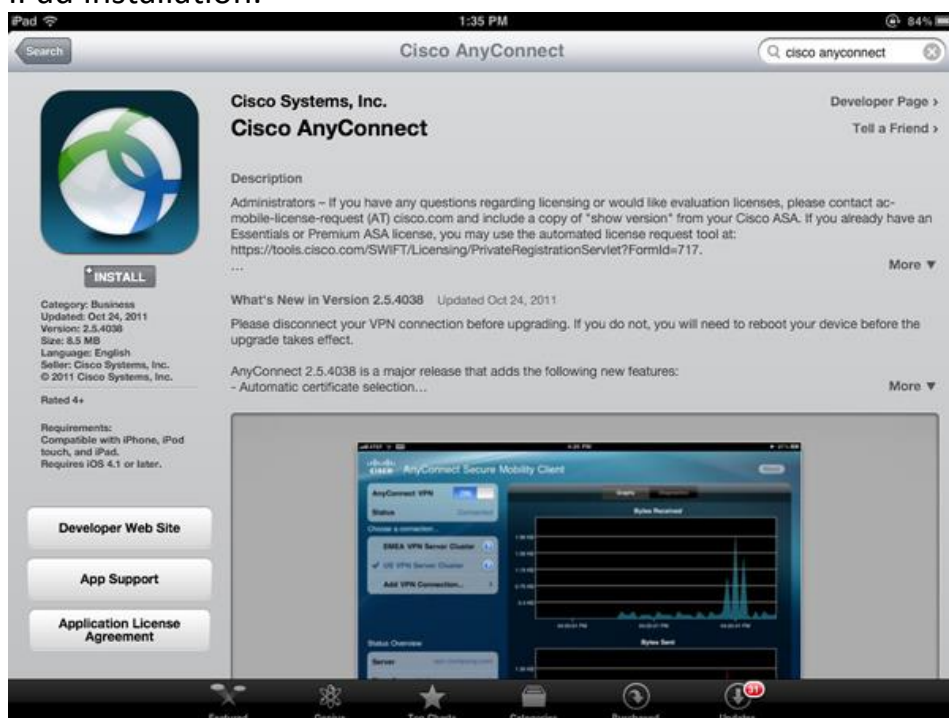 iPad Installation:
iPad 1:35 PM 84%
Search Cisco AnyConnect cisco anyconnect
Cisco Systems, Inc. Developer Page >
Cisco AnyConnect Tell a Friend >
Description
Administrators – If you have any questions regarding licensing or would like evaluation licenses, please contact ac-
mobile-license-request (AT) cisco.com and include a copy of "show version" from your Cisco ASA. If you already have an
Essentials or Premium ASA license, you may use the automated license request tool at:
https://tools.cisco.com/SWIFT/Licensing/PrivateRegistrationServlet?FormId=717.
... More ▼
INSTALL
Category: Business
Updated: Oct 24, 2011
Version: 2.5.4038
Size: 8.5 MB
Language: English
Seller: Cisco Systems, Inc.
© 2011 Cisco Systems, Inc.
Rated 4+
Requirements:
Compatible with iPhone, iPod
touch, and iPad.
Requires iOS 4.1 or later.
What's New in Version 2.5.4038 Updated Oct 24, 2011
Please disconnect your VPN connection before upgrading. If you do not, you will need to reboot your device before the
upgrade takes effect.
AnyConnect 2.5.4038 is a major release that adds the following new features:
- Automatic certificate selection... More ▼
Developer Web Site
App Support
Application License
Agreement
CISCO AnyConnect Secure Mobility Client
AnyConnect VPN ON
Status Connected
Choose a connection...
EMEA VPN Server Cluster
US VPN Server Cluster
Add VPN Connection...
Status Overview
Server
Graphs
Bytes Received
Bytes Sent
Featured Genius Top Charts Categories Purchased Updates
31